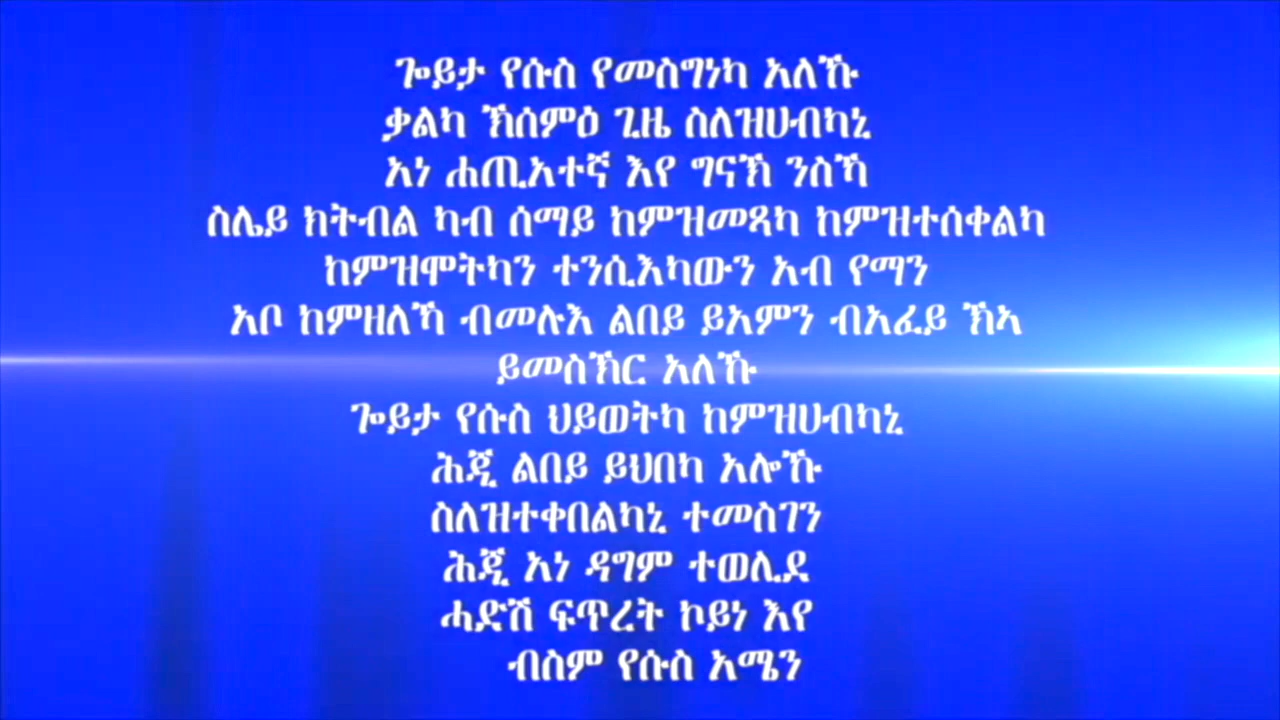 ጐይታ የሱስ የመስግነካ አለኹ
ቃልካ ኽሰምዕ ጊዜ ስለዝሀብካኒ
አነ ሐጢአተኛ እየ ግናኽ ንስኻ
ስሌይ ክትብል ካብ ሰማይ ከምዝመጻካ ከምዝተሰቀልካ
ከምዝሞትካን ተንሲእካውን አብ የማን
አቦ ከምዘለኻ ብመሉእ ልበይ ይአምን ብአፈይ ኽኣ
ይመስኽር አለኹ
ጐይታ የሱስ ህይወትካ ከምዝሀብካኒ
ሕጂ ልበይ ይህበካ አሎኹ
ስለዝተቀበልካኒ ተመስገን
ሕጂ አነ ዳግም ተወሊደ
ሓድሽ ፍጥረት ኮይነ እየ
ብስም የሱስ አሜን